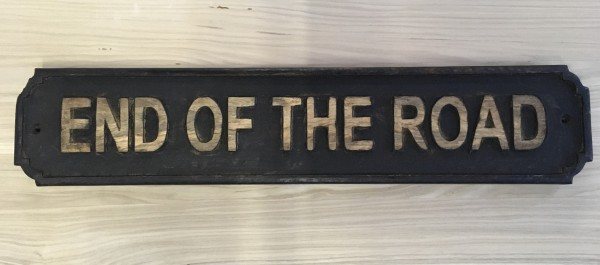 END OF THE ROAD